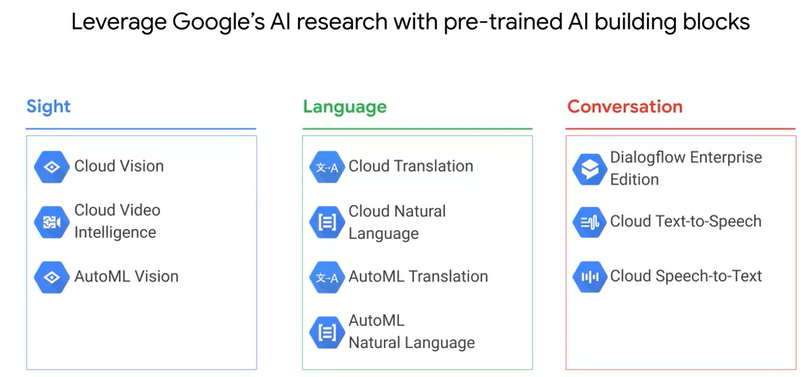 Leverage Google's AI research with pre-trained AI building blocks
Sight
Cloud Vision
Cloud Video
Intelligence
AutoML Vision
Language
文→A
Cloud Translation
Cloud Natural
Language
文→A
AutoML Translation
AutoML
Natural Language
Conversation
Dialogflow Enterprise
Edition
Cloud Text-to-Speech
Cloud Speech-to-Text